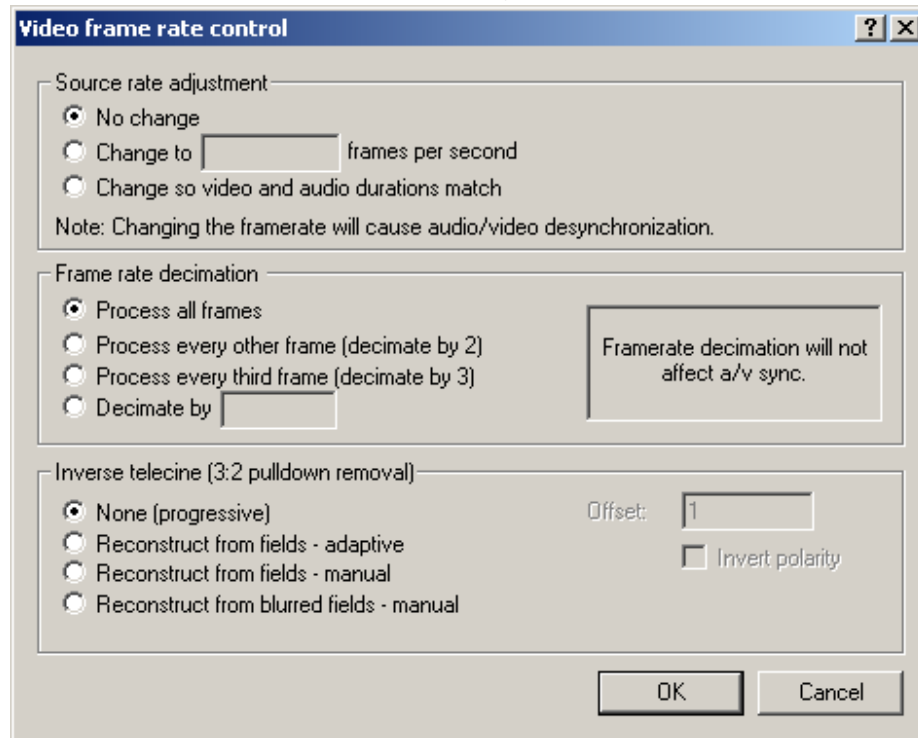 Video frame rate control
Source rate adjustment
No change
Change to frames per second
Change so video and audio durations match
Note: Changing the framerate will cause audio/video desynchronization.
Frame rate decimation
Process all frames
Process every other frame (decimate by 2)
Process every third frame (decimate by 3)
Decimate by
Framerate decimation will not
affect a/v sync.
Inverse telecine (3:2 pulldown removal)
None (progressive)
Reconstruct from fields - adaptive
Reconstruct from fields - manual
Reconstruct from blurred fields - manual
Offset: 1
Invert polarity
OK
Cancel